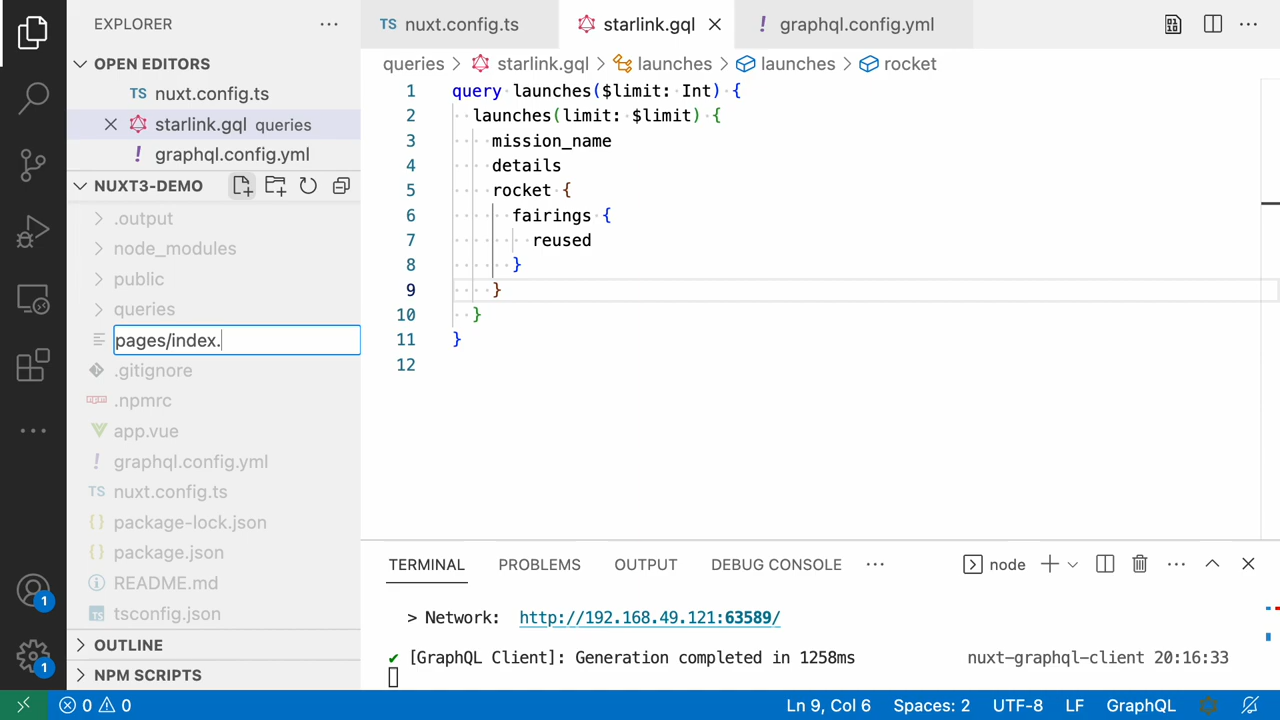 EXPLORER
OPEN EDITORS
TS nuxt.config.ts
starlink.gql queries
! graphql.config.yml
NUXT3-DEMO
.output
node_modules
public
queries
pages/index.
.gitignore
.npmrc
app.vue
! graphql.config.yml
TS nuxt.config.ts
{} package-lock.json
{} package.json
README.md
TS tsconfig.json
OUTLINE
NPM SCRIPTS
1
1
TS nuxt.config.ts
starlink.gql
! graphql.config.yml
queries > starlink.gql > launches > launches > rocket
1 query launches($limit: Int) {
2 launches(limit: $limit) {
3 mission_name
4 details
5 rocket {
6 fairings {
7 reused
8 }
9 }
10 }
11 }
12
TERMINAL PROBLEMS OUTPUT DEBUG CONSOLE ··· node
> Network: http://192.168.49.121:63589/
✔ [GraphQL Client]: Generation completed in 1258ms nuxt-graphql-client 20:16:33
0 0 Ln 9, Col 6 Spaces: 2 UTF-8 LF GraphQL